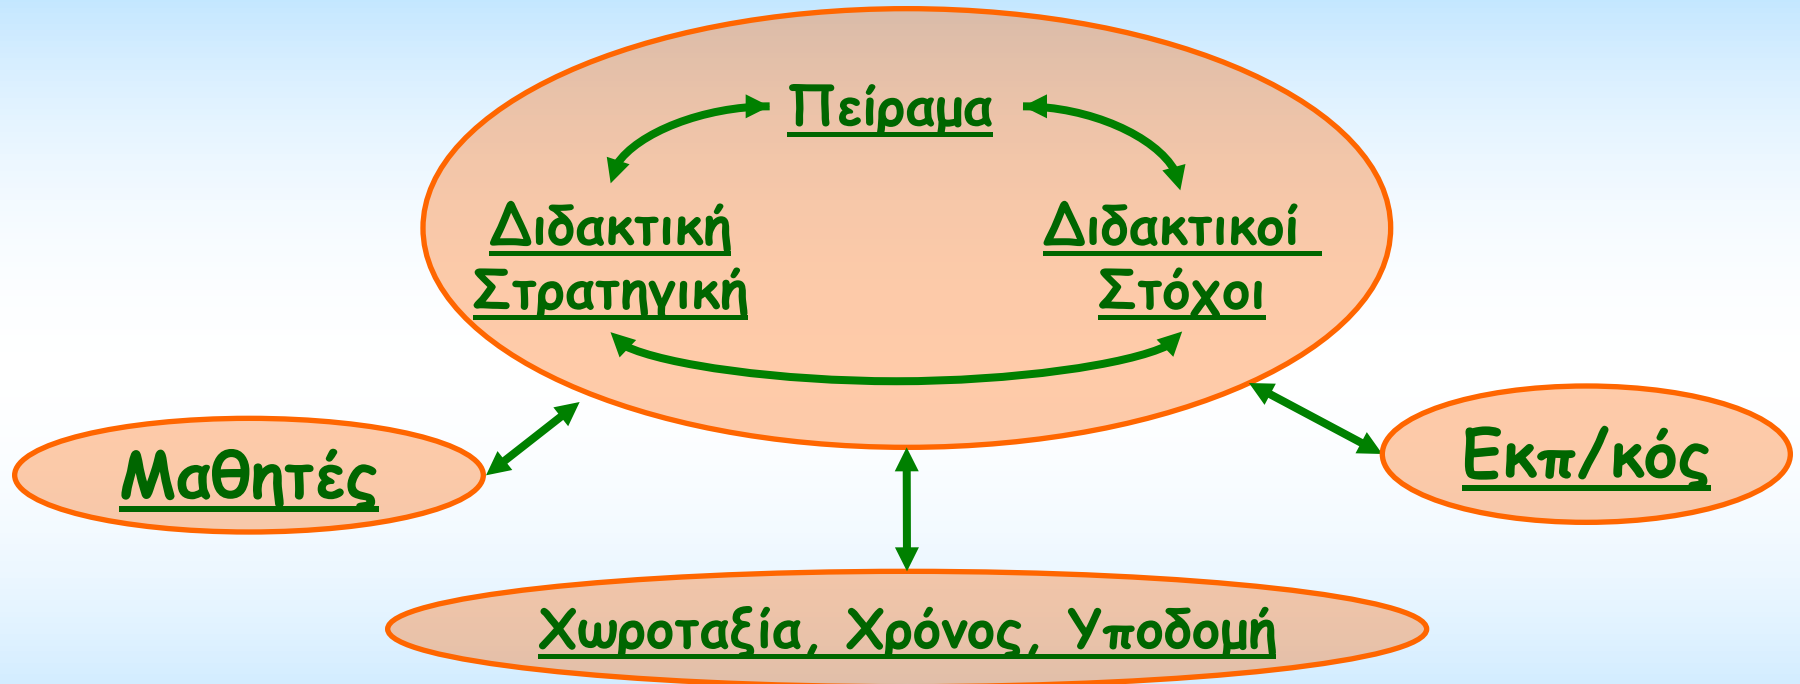 Πείραμα
Διδακτική
Στρατηγική
Διδακτικοί
Στόχοι
Μαθητές
Εκπ/κός
Χωροταξία, Χρόνος, Υποδομή